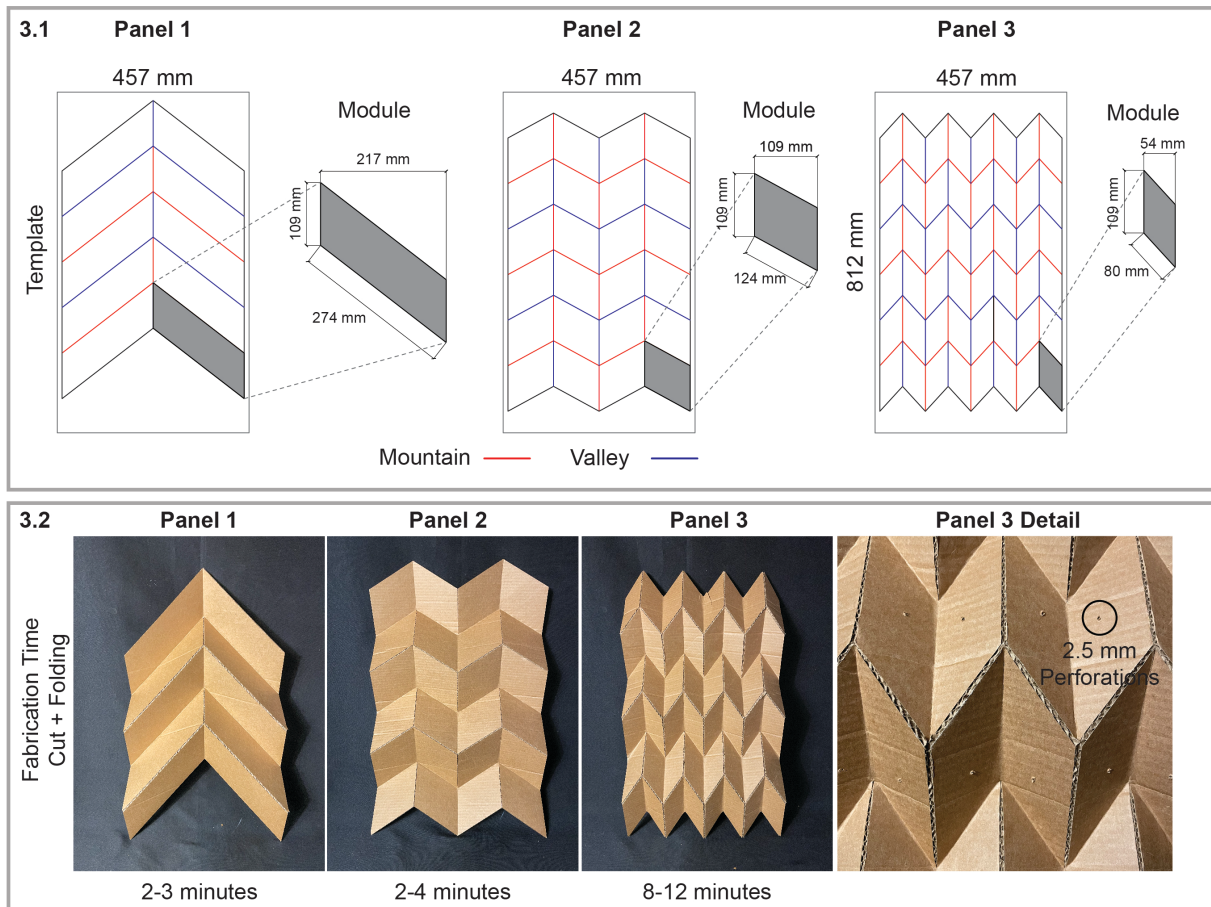 3.1
Panel 1
Panel 2
Panel 3
457 mm
457 mm
457 mm
Module
Module
Module
217 mm
109 mm
274 mm
109 mm
109 mm
124 mm
54 mm
109 mm
80 mm
Template
812 mm
Mountain
Valley
3.2
Panel 1
Panel 2
Panel 3
Panel 3 Detail
Fabrication Time
Cut + Folding
2.5 mm
Perforations
2-3 minutes
2-4 minutes
8-12 minutes